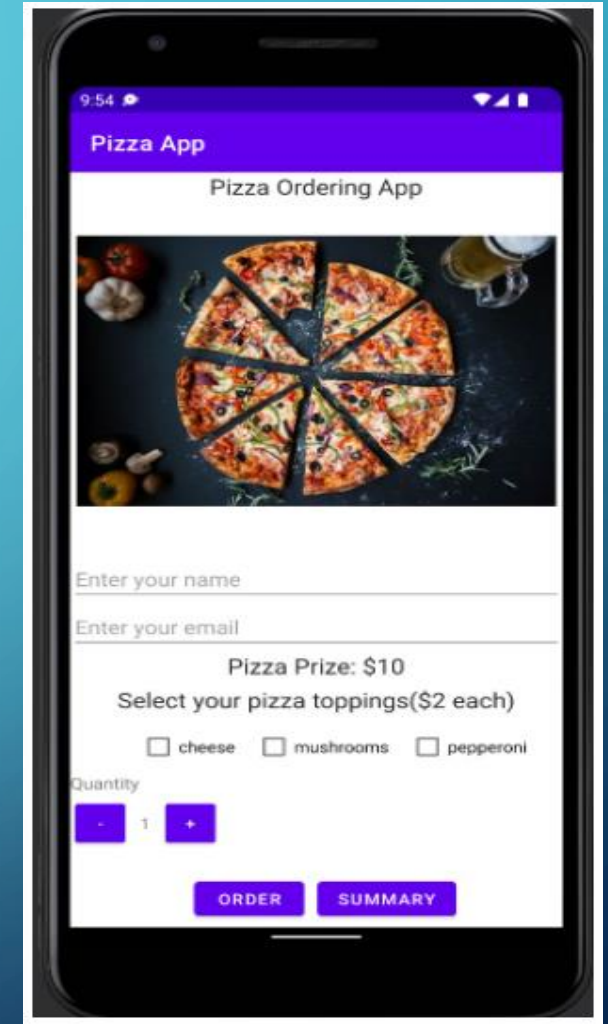 9:54
Pizza App
Pizza Ordering App
Enter your name
Enter your email
Pizza Prize: $10
Select your pizza toppings($2 each)
cheese mushrooms pepperoni
Quantity
- 1 +
ORDER SUMMARY